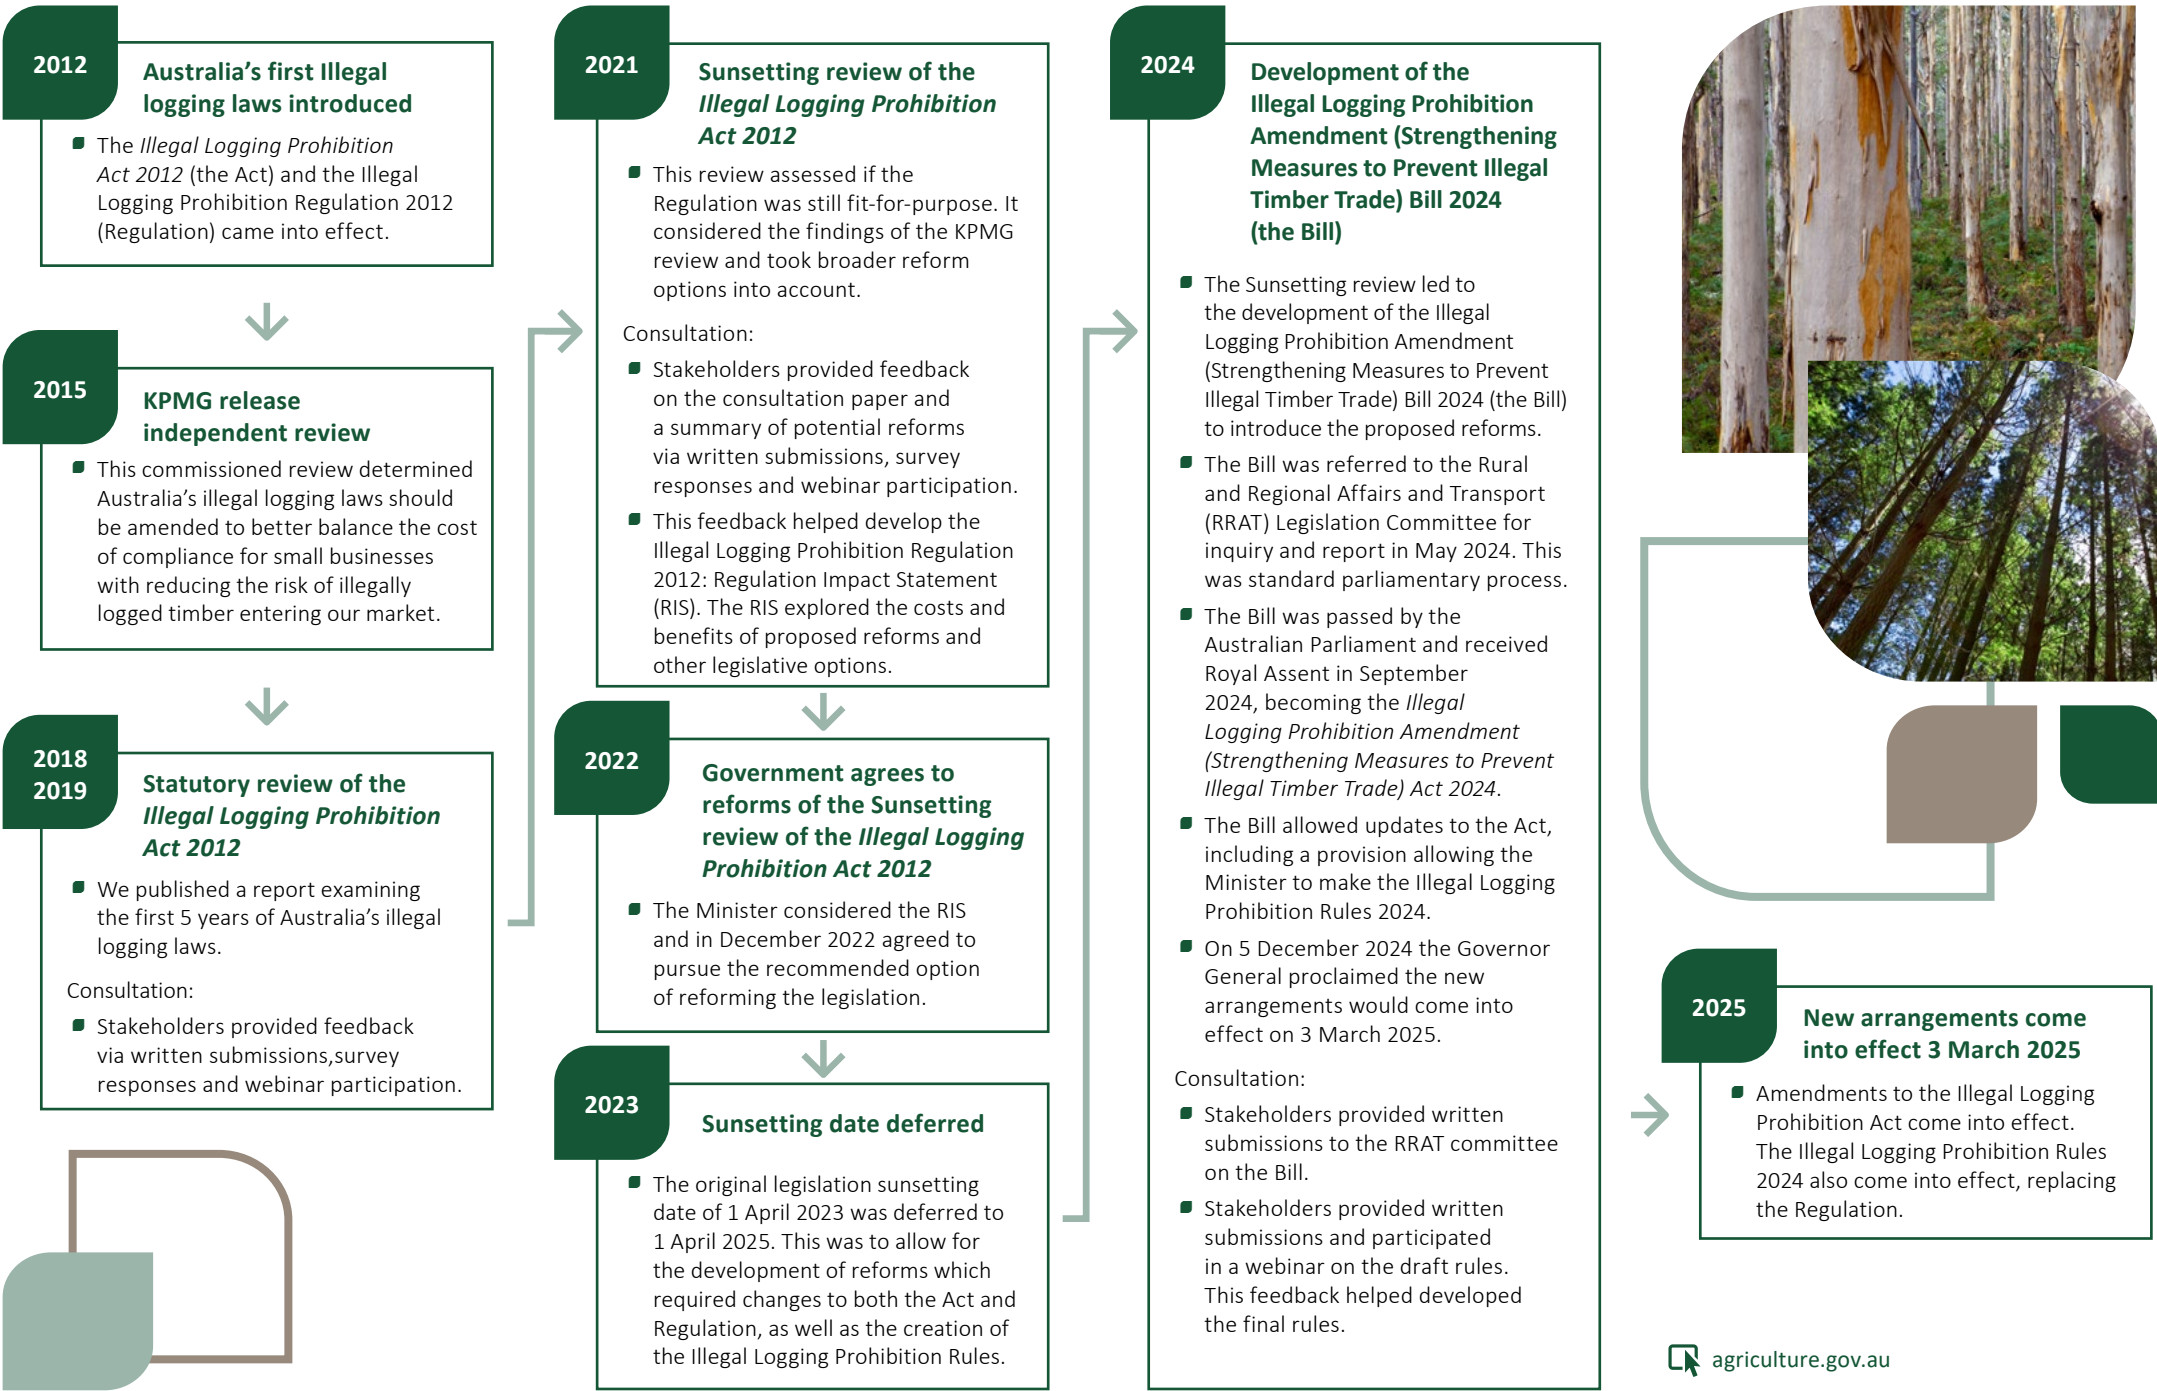 2012
Australia’s first Illegal
logging laws introduced
The Illegal Logging Prohibition
Act 2012 (the Act) and the Illegal
Logging Prohibition Regulation 2012
(Regulation) came into effect.
2015
KPMG release
independent review
This commissioned review determined
Australia’s illegal logging laws should
be amended to better balance the cost
of compliance for small businesses
with reducing the risk of illegally
logged timber entering our market.
2018
2019
Statutory review of the
Illegal Logging Prohibition
Act 2012
We published a report examining
the first 5 years of Australia’s illegal
logging laws.
Consultation:
Stakeholders provided feedback
via written submissions,survey
responses and webinar participation.
2021
Sunsetting review of the
Illegal Logging Prohibition
Act 2012
This review assessed if the
Regulation was still fit-for-purpose. It
considered the findings of the KPMG
review and took broader reform
options into account.
Consultation:
Stakeholders provided feedback
on the consultation paper and
a summary of potential reforms
via written submissions, survey
responses and webinar participation.
This feedback helped develop the
Illegal Logging Prohibition Regulation
2012: Regulation Impact Statement
(RIS). The RIS explored the costs and
benefits of proposed reforms and
other legislative options.
2022
Government agrees to
reforms of the Sunsetting
review of the Illegal Logging
Prohibition Act 2012
The Minister considered the RIS
and in December 2022 agreed to
pursue the recommended option
of reforming the legislation.
2023
Sunsetting date deferred
The original legislation sunsetting
date of 1 April 2023 was deferred to
1 April 2025. This was to allow for
the development of reforms which
required changes to both the Act and
Regulation, as well as the creation of
the Illegal Logging Prohibition Rules.
2024
Development of the
Illegal Logging Prohibition
Amendment (Strengthening
Measures to Prevent Illegal
Timber Trade) Bill 2024
(the Bill)
The Sunsetting review led to
the development of the Illegal
Logging Prohibition Amendment
(Strengthening Measures to Prevent
Illegal Timber Trade) Bill 2024 (the Bill)
to introduce the proposed reforms.
The Bill was referred to the Rural
and Regional Affairs and Transport
(RRAT) Legislation Committee for
inquiry and report in May 2024. This
was standard parliamentary process.
The Bill was passed by the
Australian Parliament and received
Royal Assent in September
2024, becoming the Illegal
Logging Prohibition Amendment
(Strengthening Measures to Prevent
Illegal Timber Trade) Act 2024.
The Bill allowed updates to the Act,
including a provision allowing the
Minister to make the Illegal Logging
Prohibition Rules 2024.
On 5 December 2024 the Governor
General proclaimed the new
arrangements would come into
effect on 3 March 2025.
Consultation:
Stakeholders provided written
submissions to the RRAT committee
on the Bill.
Stakeholders provided written
submissions and participated
in a webinar on the draft rules.
This feedback helped developed
the final rules.
2025
New arrangements come
into effect 3 March 2025
Amendments to the Illegal Logging
Prohibition Act come into effect.
The Illegal Logging Prohibition Rules
2024 also come into effect, replacing
the Regulation.
agriculture.gov.au